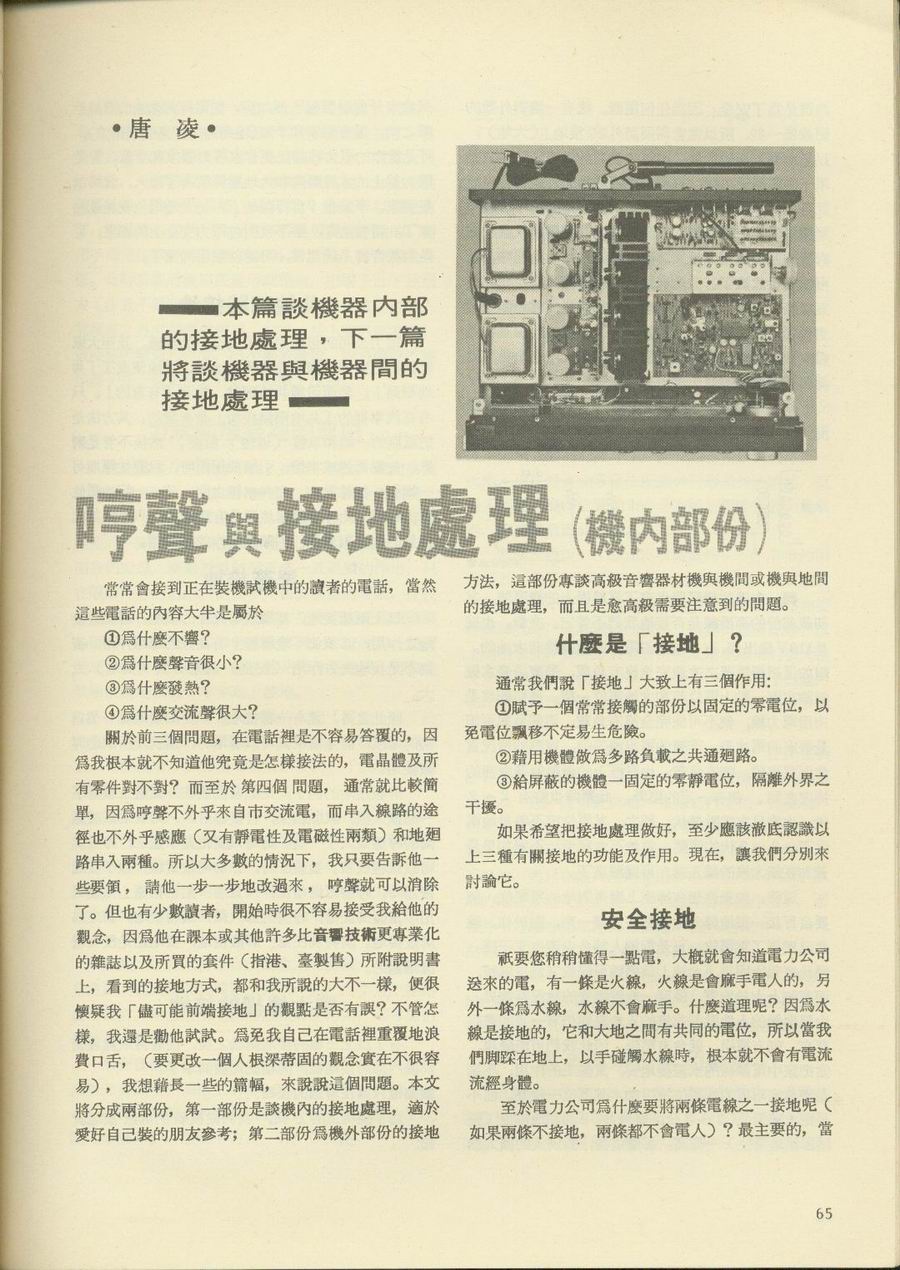 •唐 凌•
━━本篇談機器內部
的接地處理，下一篇
將談機器與機器間的
接地處理━━
哼聲與接地處理(機內部份)
常常會接到正在裝機試機中的讀者的電話，當然
這些電話的內容大半是屬於
①爲什麼不響？
②爲什麼聲音很小？
③爲什麼發熱？
④爲什麼交流聲很大？
關於前三個問題，在電話裡是不容易答覆的，因
爲我根本就不知道他究竟是怎樣接法的，電晶體及所
有零件對不對？而至於 第四個 問題， 通常就比較簡
單，因爲哼聲不外乎來自市交流電，而串入線路的途
徑也不外乎感應（又有靜電性及電磁性兩類）和地廻
路串入兩種。所以大多數的情況下，我只要告訴他一
些要領， 請他一步一步地改過來， 哼聲就可以消除
了。但也有少數讀者，開始時很不容易接受我給他的
觀念，因爲他在課本或其他許多比音響技術更專業化
的雜誌以及所買的套件（指港、臺製售）所附說明書
上，看到的接地方式，都和我所說的大不一樣，便很
懷疑我「儘可能前端接地」的觀點是否有誤？不管怎
樣，我還是勸他試試。爲免我自己在電話裡重覆地浪
費口舌，（要更改一個人根深蒂固的觀念實在不很容
易），我想藉長一些的篇幅，來說說這個問題。本文
將分成兩部份，第一部份是談機內的接地處理，適於
愛好自己裝的朋友參考；第二部份爲機外部份的接地
方法，這部份專談高級音響器材機與機間或機與地間
的接地處理，而且是愈高級需要注意到的問題。
什麼是「接地」？
通常我們說「接地」大致上有三個作用：
①賦予一個常常接觸的部份以固定的零電位，以
免電位飄移不定易生危險。
②藉用機體做爲多路負載之共通廻路。
③給屏蔽的機體一固定的零靜電位，隔離外界之
干擾。
如果希望把接地處理做好，至少應該澈底認識以
上三種有關接地的功能及作用。現在，讓我們分別來
討論它。
安全接地
祇要您稍稍懂得一點電，大槪就會知道電力公司
送來的電，有一條是火線，火線是會麻手電人的，另
外一條爲水線，水線不會麻手。什麼道理呢？因爲水
線是接地的，它和大地之間有共同的電位，所以當我
們脚踩在地上，以手碰觸水線時，根本就不會有電流
流經身體。
至於電力公司爲什麼要將兩條電線之一接地呢（
如果兩條不接地，兩條都不會電人）？最主要的，當
65